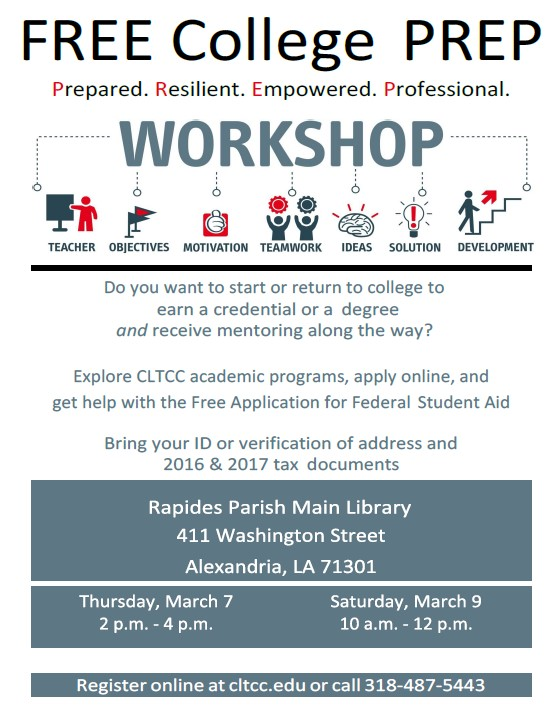 FREE College PREP
Prepared. Resilient. Empowered. Professional.
WORKSHOP
TEACHER OBJECTIVES MOTIVATION TEAMWORK IDEAS SOLUTION DEVELOPMENT
Do you want to start or return to college to
earn a credential or a degree
and receive mentoring along the way?
Explore CLTCC academic programs, apply online, and
get help with the Free Application for Federal Student Aid
Bring your ID or verification of address and
2016 & 2017 tax documents
Rapides Parish Main Library
411 Washington Street
Alexandria, LA 71301
Thursday, March 7
2 p.m. - 4 p.m.
Saturday, March 9
10 a.m. - 12 p.m.
Register online at cltcc.edu or call 318-487-5443